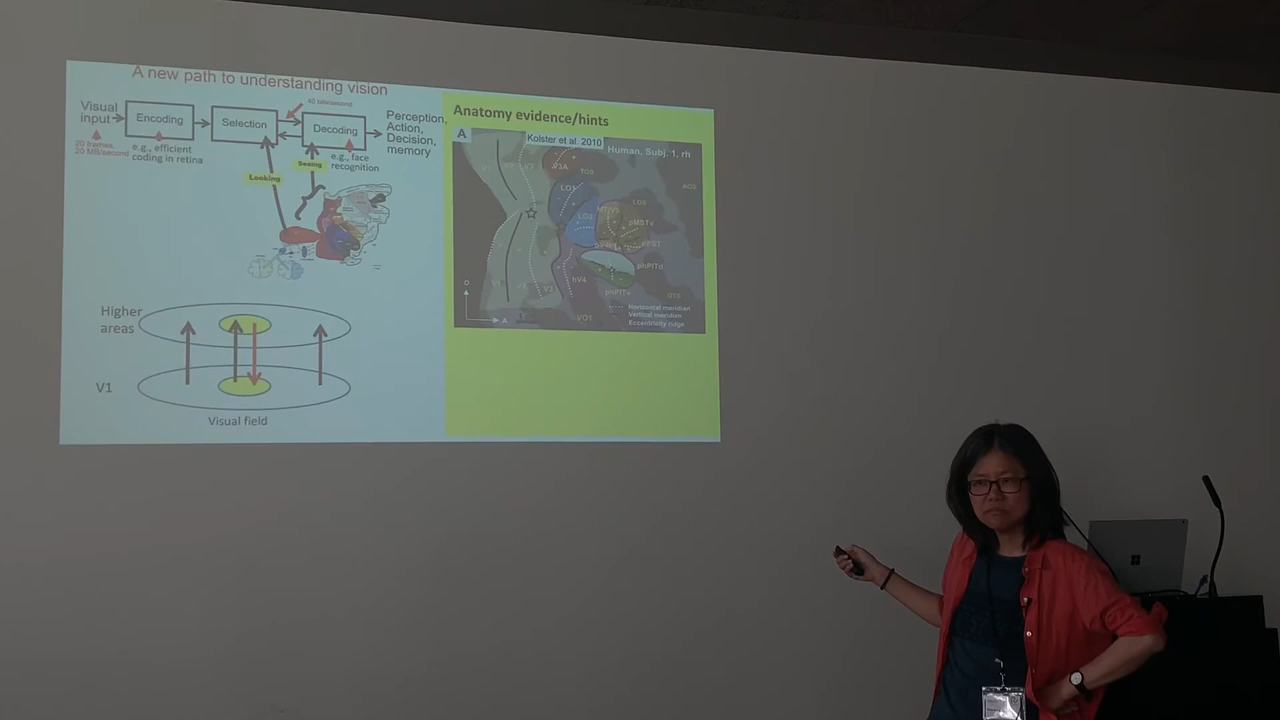 A new path to understanding vision
40 bits/second
Visual
input
Encoding
Selection
Decoding
Perception,
Action,
Decision,
memory
20 frames,
20 MB/second
e.g., efficient
coding in retina
e.g., face
recognition
Seeing
Looking
Higher
areas
V1
Visual field
Anatomy evidence/hints
A
Kolster et al. 2010
Human, Subj. 1, rh
V3A
LO1
LO2
hV4
phPITd
phPITv
pMSTv
pFST
VO1
V3
D
A
Horizontal meridian
Vertical meridian
Eccentricity ridge